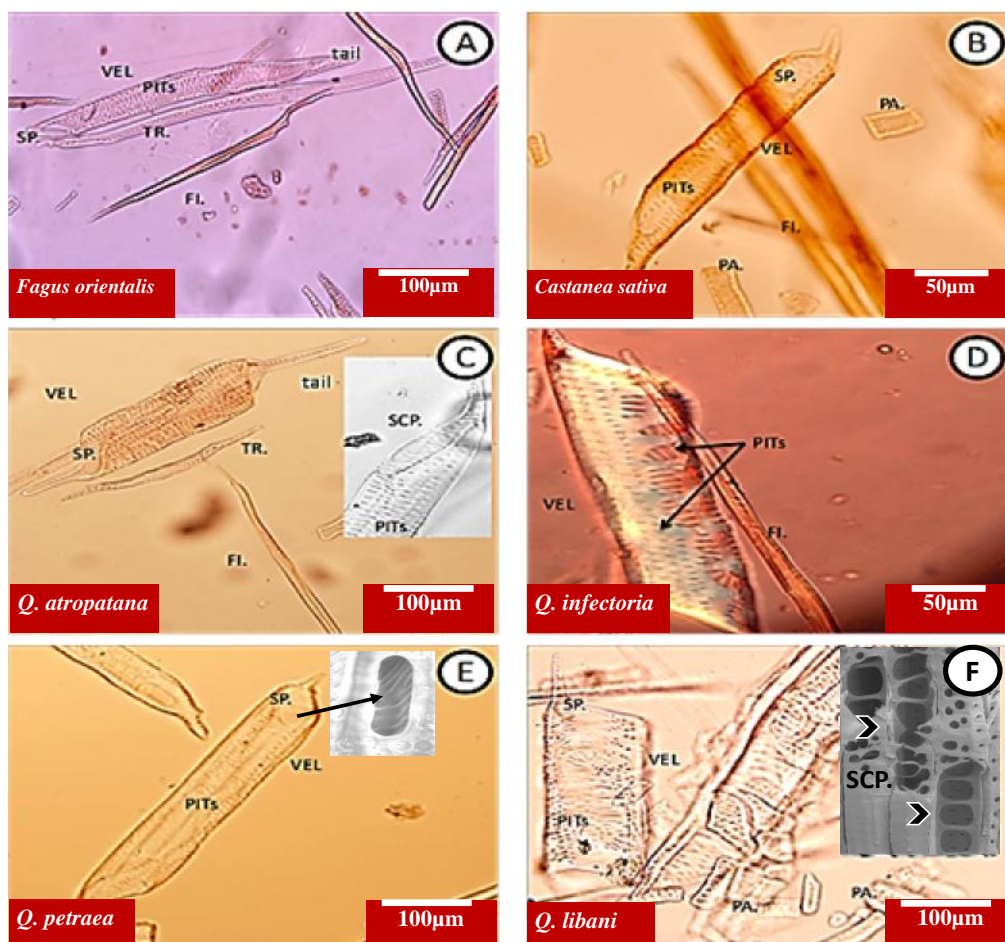 A
VEL
tail
PITs
SP.
TR.
FI.
Fagus orientalis
100µm
B
SP.
PA.
VEL
PITs
FI.
PA.
Castanea sativa
50µm
C
VEL
tail
SCP.
SP.
TR.
PITs
FI.
Q. atropatana
100µm
D
PITs
VEL
FI.
Q. infectoria
50µm
E
SP.
VEL
PITs
Q. petraea
100µm
F
SP.
VEL
SCP.
PITs
PA.
PA.
Q. libani
100µm